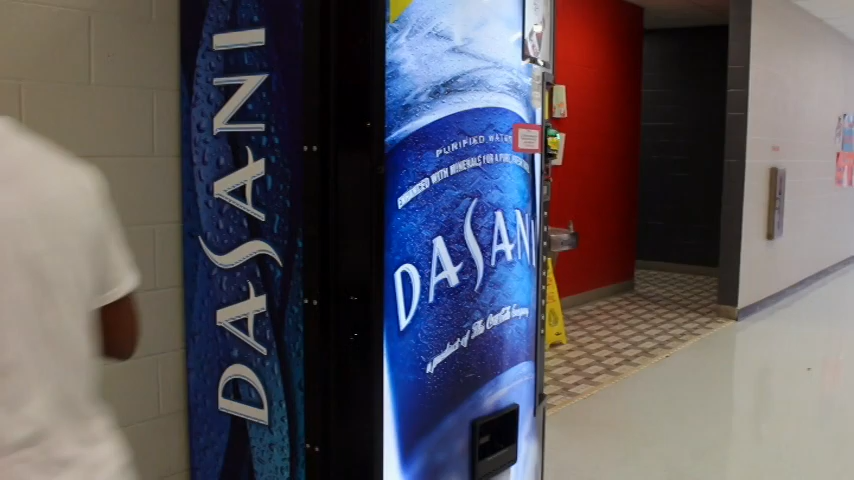 DASANI
PURIFIED WATER
ENHANCED WITH MINERALS FOR A PURE, FRESH TASTE
DASANI
a product of The Coca-Cola Company